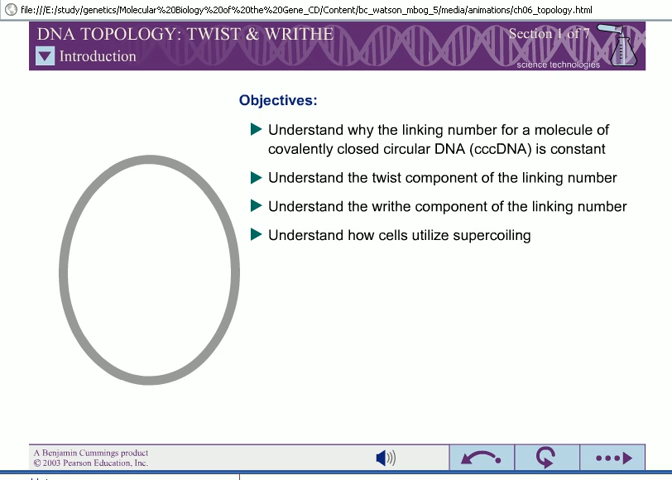 file:///E:/study/genetics/Molecular%20Biology%20of%20the%20Gene_CD/Content/bc_watson_mbog_5/media/animations/ch06_topology.html
DNA TOPOLOGY: TWIST & WRITHE
Section 1 of 7
Introduction
science technologies
Objectives:
Understand why the linking number for a molecule of
covalently closed circular DNA (cccDNA) is constant
Understand the twist component of the linking number
Understand the writhe component of the linking number
Understand how cells utilize supercoiling
A Benjamin Cummings product
© 2003 Pearson Education, Inc.